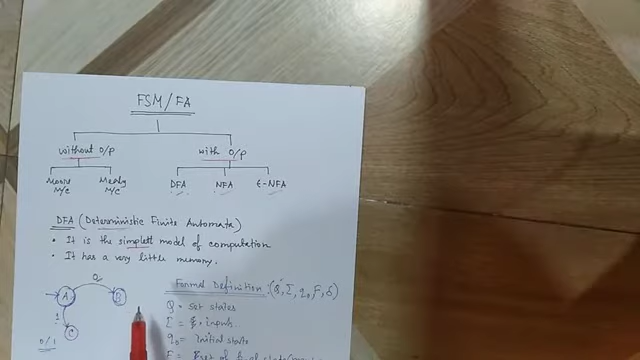 FSM/FA
without O/P with O/P
Moore M/C Mealy M/C DFA NFA E-NFA
DFA (Deterministic Finite Automata)
• It is the simplest model of computation
• It has a very little memory.
Formal Definition: (Q, Σ, q0, F, δ)
Q = set states
Σ = inputs
q0 = Initial state
F =
A 0 B
1
C
0/1